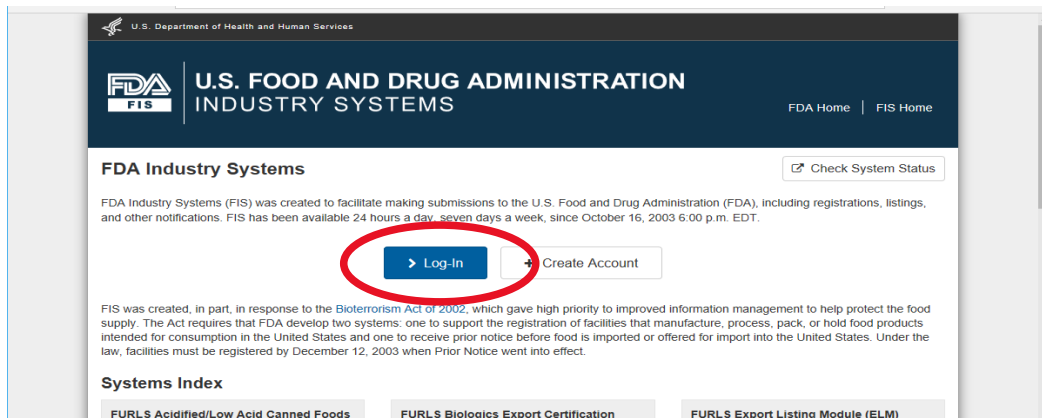 U.S. Department of Health and Human Services
FDA
FIS
U.S. FOOD AND DRUG ADMINISTRATION
INDUSTRY SYSTEMS
FDA Home | FIS Home
FDA Industry Systems
Check System Status
FDA Industry Systems (FIS) was created to facilitate making submissions to the U.S. Food and Drug Administration (FDA), including registrations, listings,
and other notifications. FIS has been available 24 hours a day, seven days a week, since October 16, 2003 6:00 p.m. EDT.
> Log-In
+ Create Account
FIS was created, in part, in response to the Bioterrorism Act of 2002, which gave high priority to improved information management to help protect the food
supply. The Act requires that FDA develop two systems: one to support the registration of facilities that manufacture, process, pack, or hold food products
intended for consumption in the United States and one to receive prior notice before food is imported or offered for import into the United States. Under the
law, facilities must be registered by December 12, 2003 when Prior Notice went into effect.
Systems Index
FURLS Acidified/Low Acid Canned Foods
FURLS Biologics Export Certification
FURLS Export Listing Module (ELM)